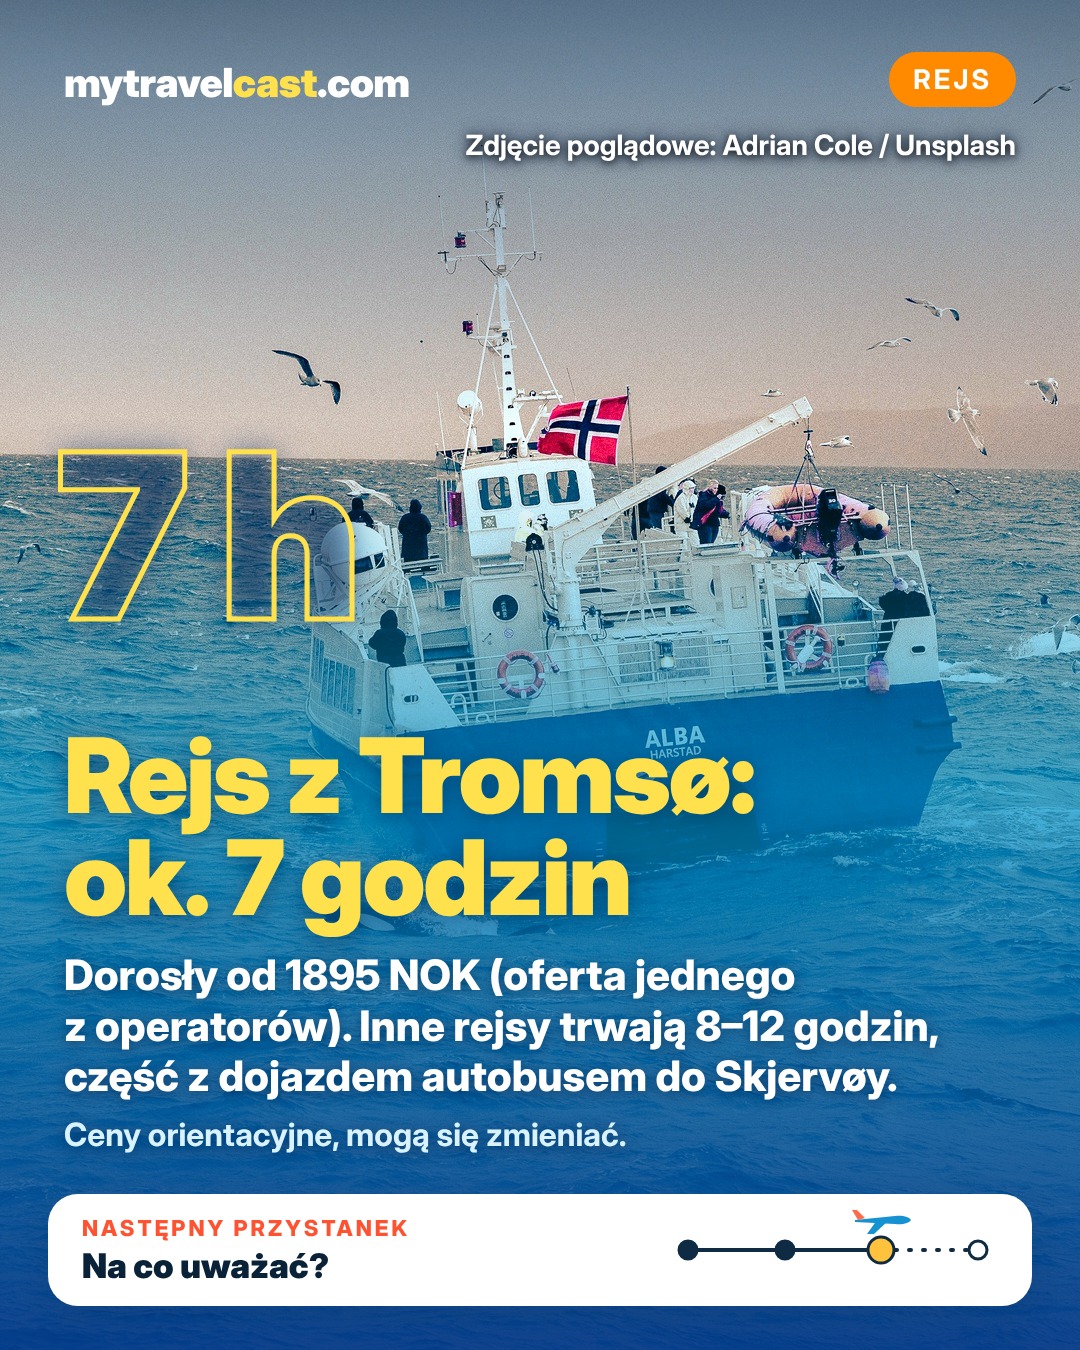 mytravelcast.com
REJS
Zdjęcie poglądowe: Adrian Cole / Unsplash
7 h
ALBA
HARSTAD
Rejs z Tromsø:
ok. 7 godzin
Dorosły od 1895 NOK (oferta jednego
z operatorów). Inne rejsy trwają 8–12 godzin,
część z dojazdem autobusem do Skjervøy.
Ceny orientacyjne, mogą się zmieniać.
NASTĘPNY PRZYSTANEK
Na co uważać?